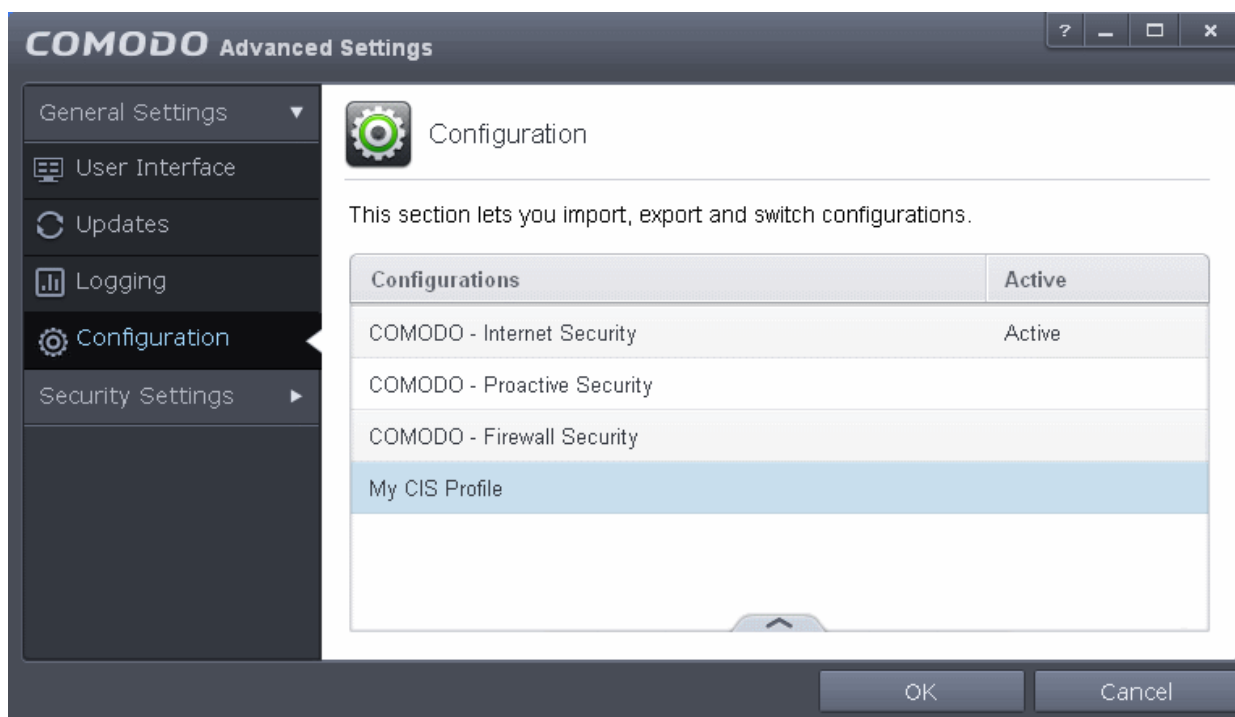 COMODO Advanced Settings
?
General Settings
User Interface
Updates
Logging
Configuration
Security Settings
Configuration
This section lets you import, export and switch configurations.
Configurations Active
COMODO - Internet Security Active
COMODO - Proactive Security
COMODO - Firewall Security
My CIS Profile
OK Cancel